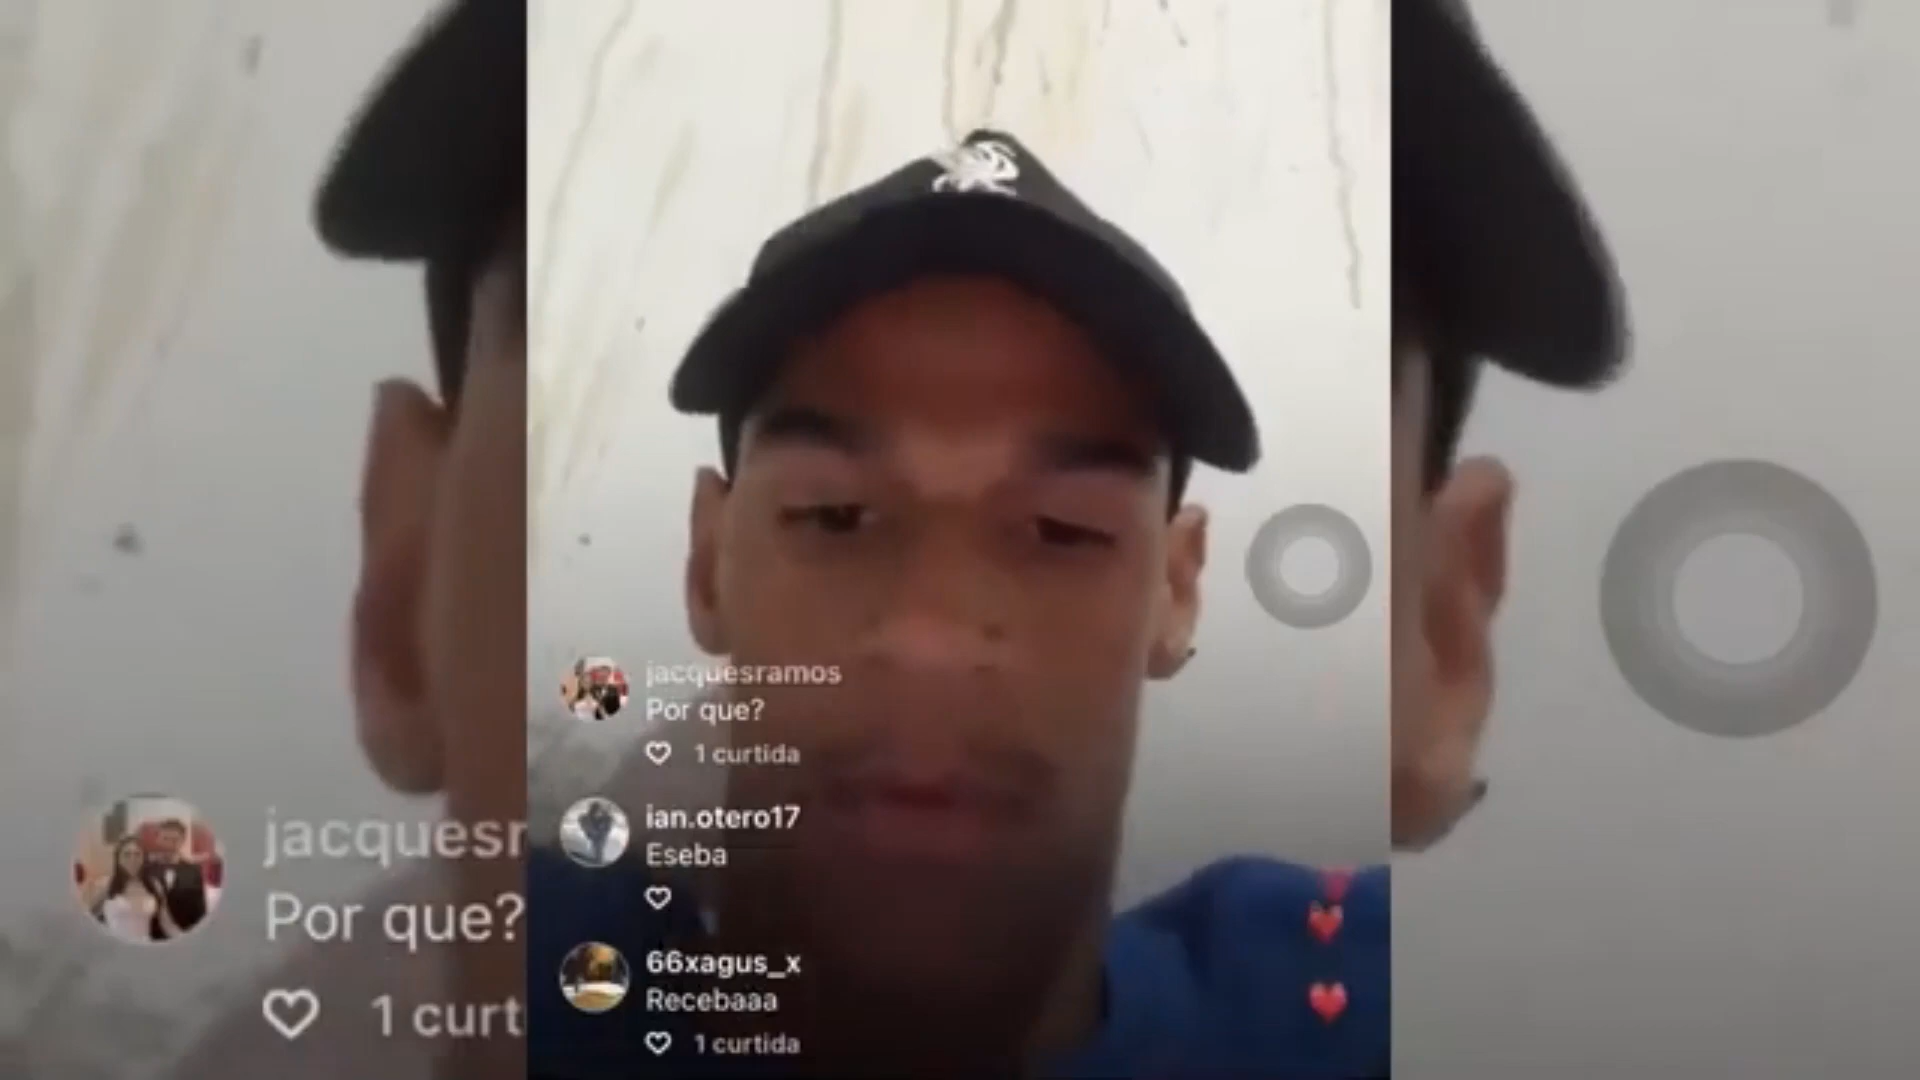 jacquesramos
Por que?
1 curtida
ian.otero17
Eseba
66xagus_x
Recebaaa
1 curtida
jacquesr
Por que?
1 curt